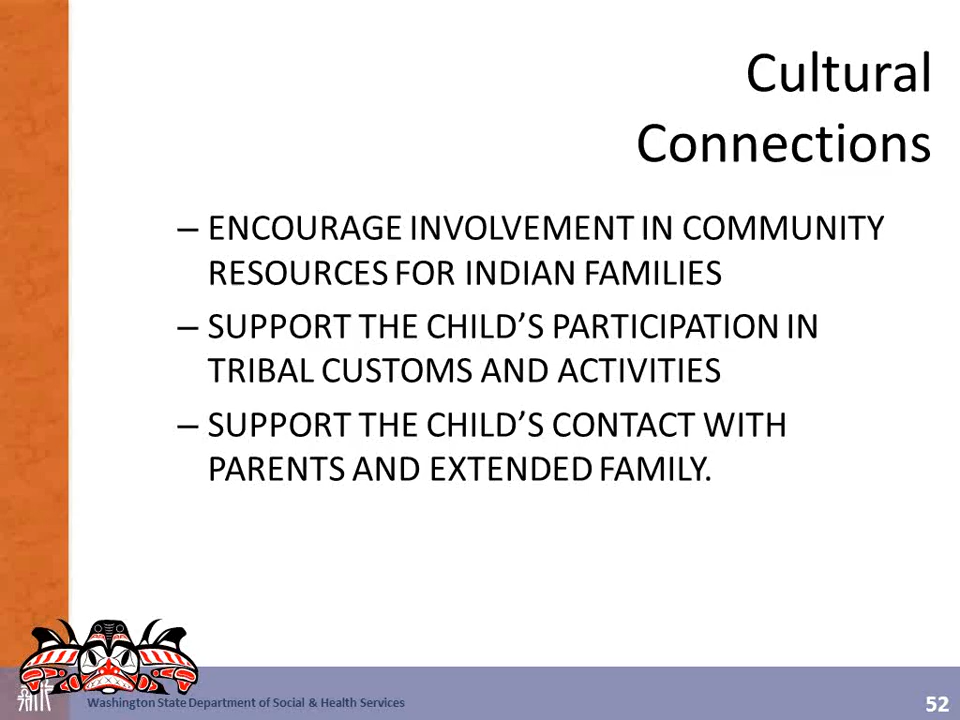 Cultural
Connections
– ENCOURAGE INVOLVEMENT IN COMMUNITY
RESOURCES FOR INDIAN FAMILIES
– SUPPORT THE CHILD’S PARTICIPATION IN
TRIBAL CUSTOMS AND ACTIVITIES
– SUPPORT THE CHILD’S CONTACT WITH
PARENTS AND EXTENDED FAMILY.
Washington State Department of Social & Health Services
52